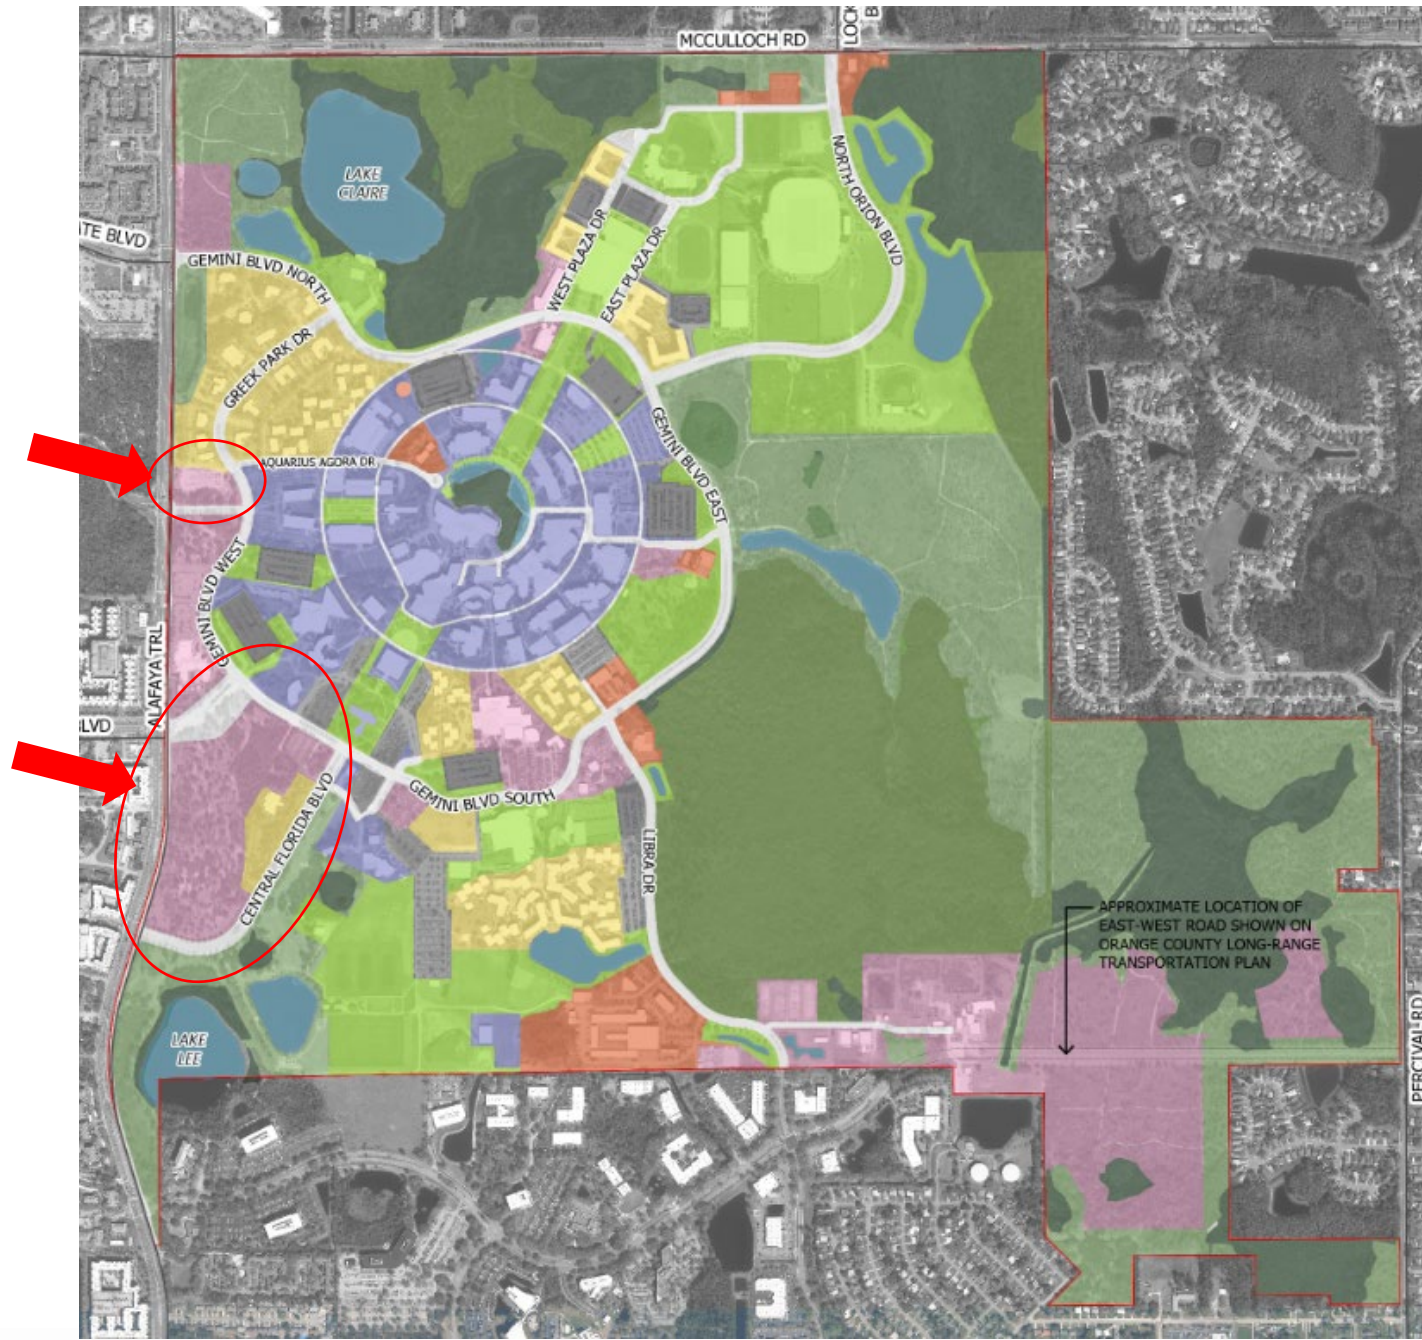 MCCULLOCH RD
LOCK
B
LAKE
CLAIRE
NORTH ORION BLVD
TE BLVD
GEMINI BLVD NORTH
WEST PLAZA DR
EAST PLAZA DR
GREEK PARK DR
GEMINI BLVD EAST
AQUARIUS AGORA DR
GEMINI BLVD WEST
ALAFAYA TRL
LVD
GEMINI BLVD SOUTH
CENTRAL FLORIDA BLVD
LIBRA DR
APPROXIMATE LOCATION OF
EAST-WEST ROAD SHOWN ON
ORANGE COUNTY LONG-RANGE
TRANSPORTATION PLAN
LAKE
LEE
PERCIVAL RD